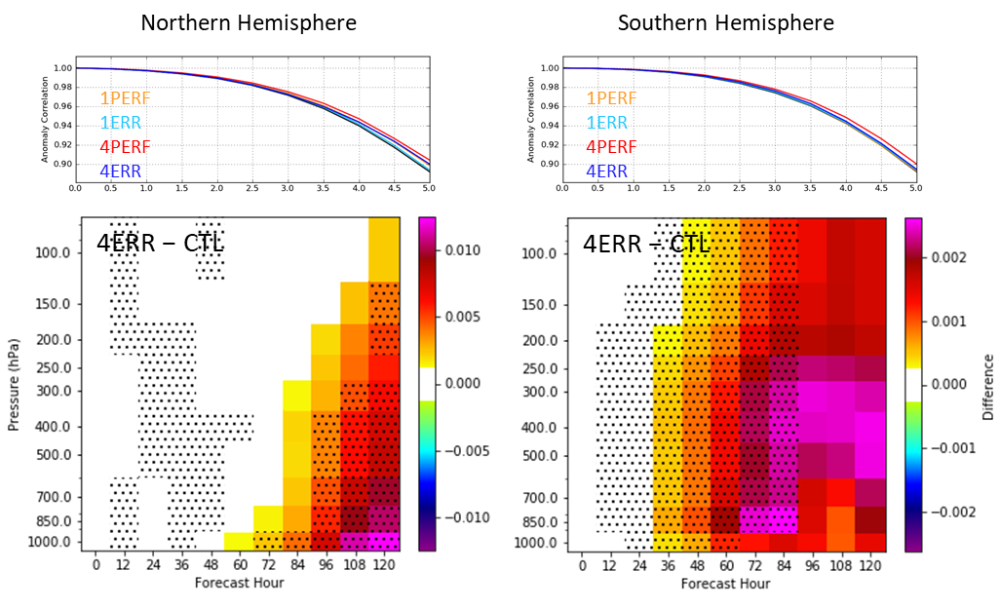 Northern Hemisphere
Southern Hemisphere
Anomaly Correlation
1.00
0.98
0.96
0.94
0.92
0.90
1PERF
1ERR
4PERF
4ERR
0.0 0.5 1.0 1.5 2.0 2.5 3.0 3.5 4.0 4.5 5.0
Anomaly Correlation
1.00
0.98
0.96
0.94
0.92
0.90
1PERF
1ERR
4PERF
4ERR
0.0 0.5 1.0 1.5 2.0 2.5 3.0 3.5 4.0 4.5 5.0
4ERR – CTL
Pressure (hPa)
100.0
150.0
200.0
250.0
300.0
400.0
500.0
700.0
850.0
1000.0
0 12 24 36 48 60 72 84 96 108 120
Forecast Hour
0.010
0.005
0.000
−0.005
−0.010
4ERR – CTL
100.0
150.0
200.0
250.0
300.0
400.0
500.0
700.0
850.0
1000.0
0 12 24 36 48 60 72 84 96 108 120
Forecast Hour
0.002
0.001
0.000
−0.001
−0.002
Difference